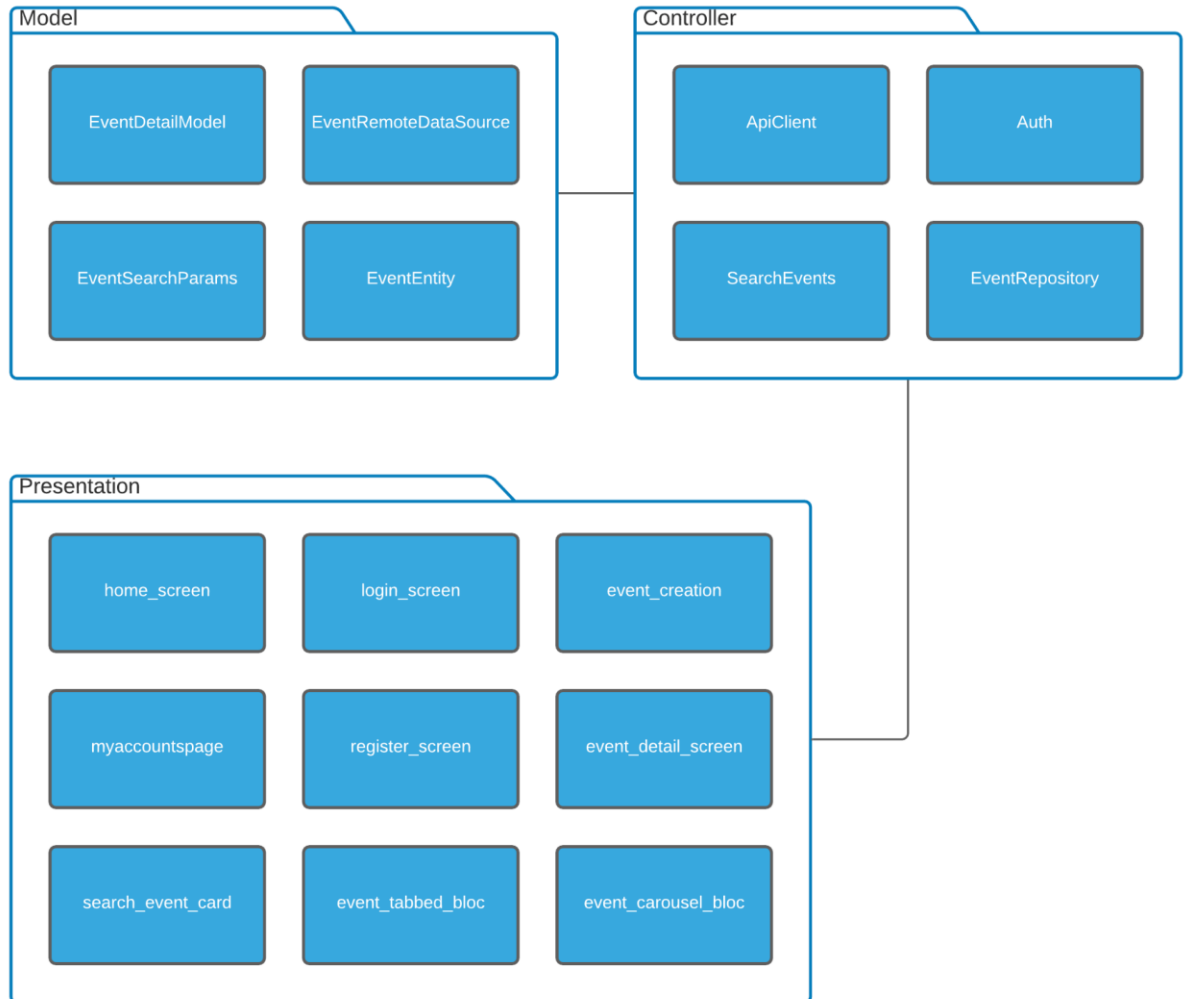 Model
EventDetailModel
EventRemoteDataSource
EventSearchParams
EventEntity
Controller
ApiClient
Auth
SearchEvents
EventRepository
Presentation
home_screen
login_screen
event_creation
myaccountspage
register_screen
event_detail_screen
search_event_card
event_tabbed_bloc
event_carousel_bloc